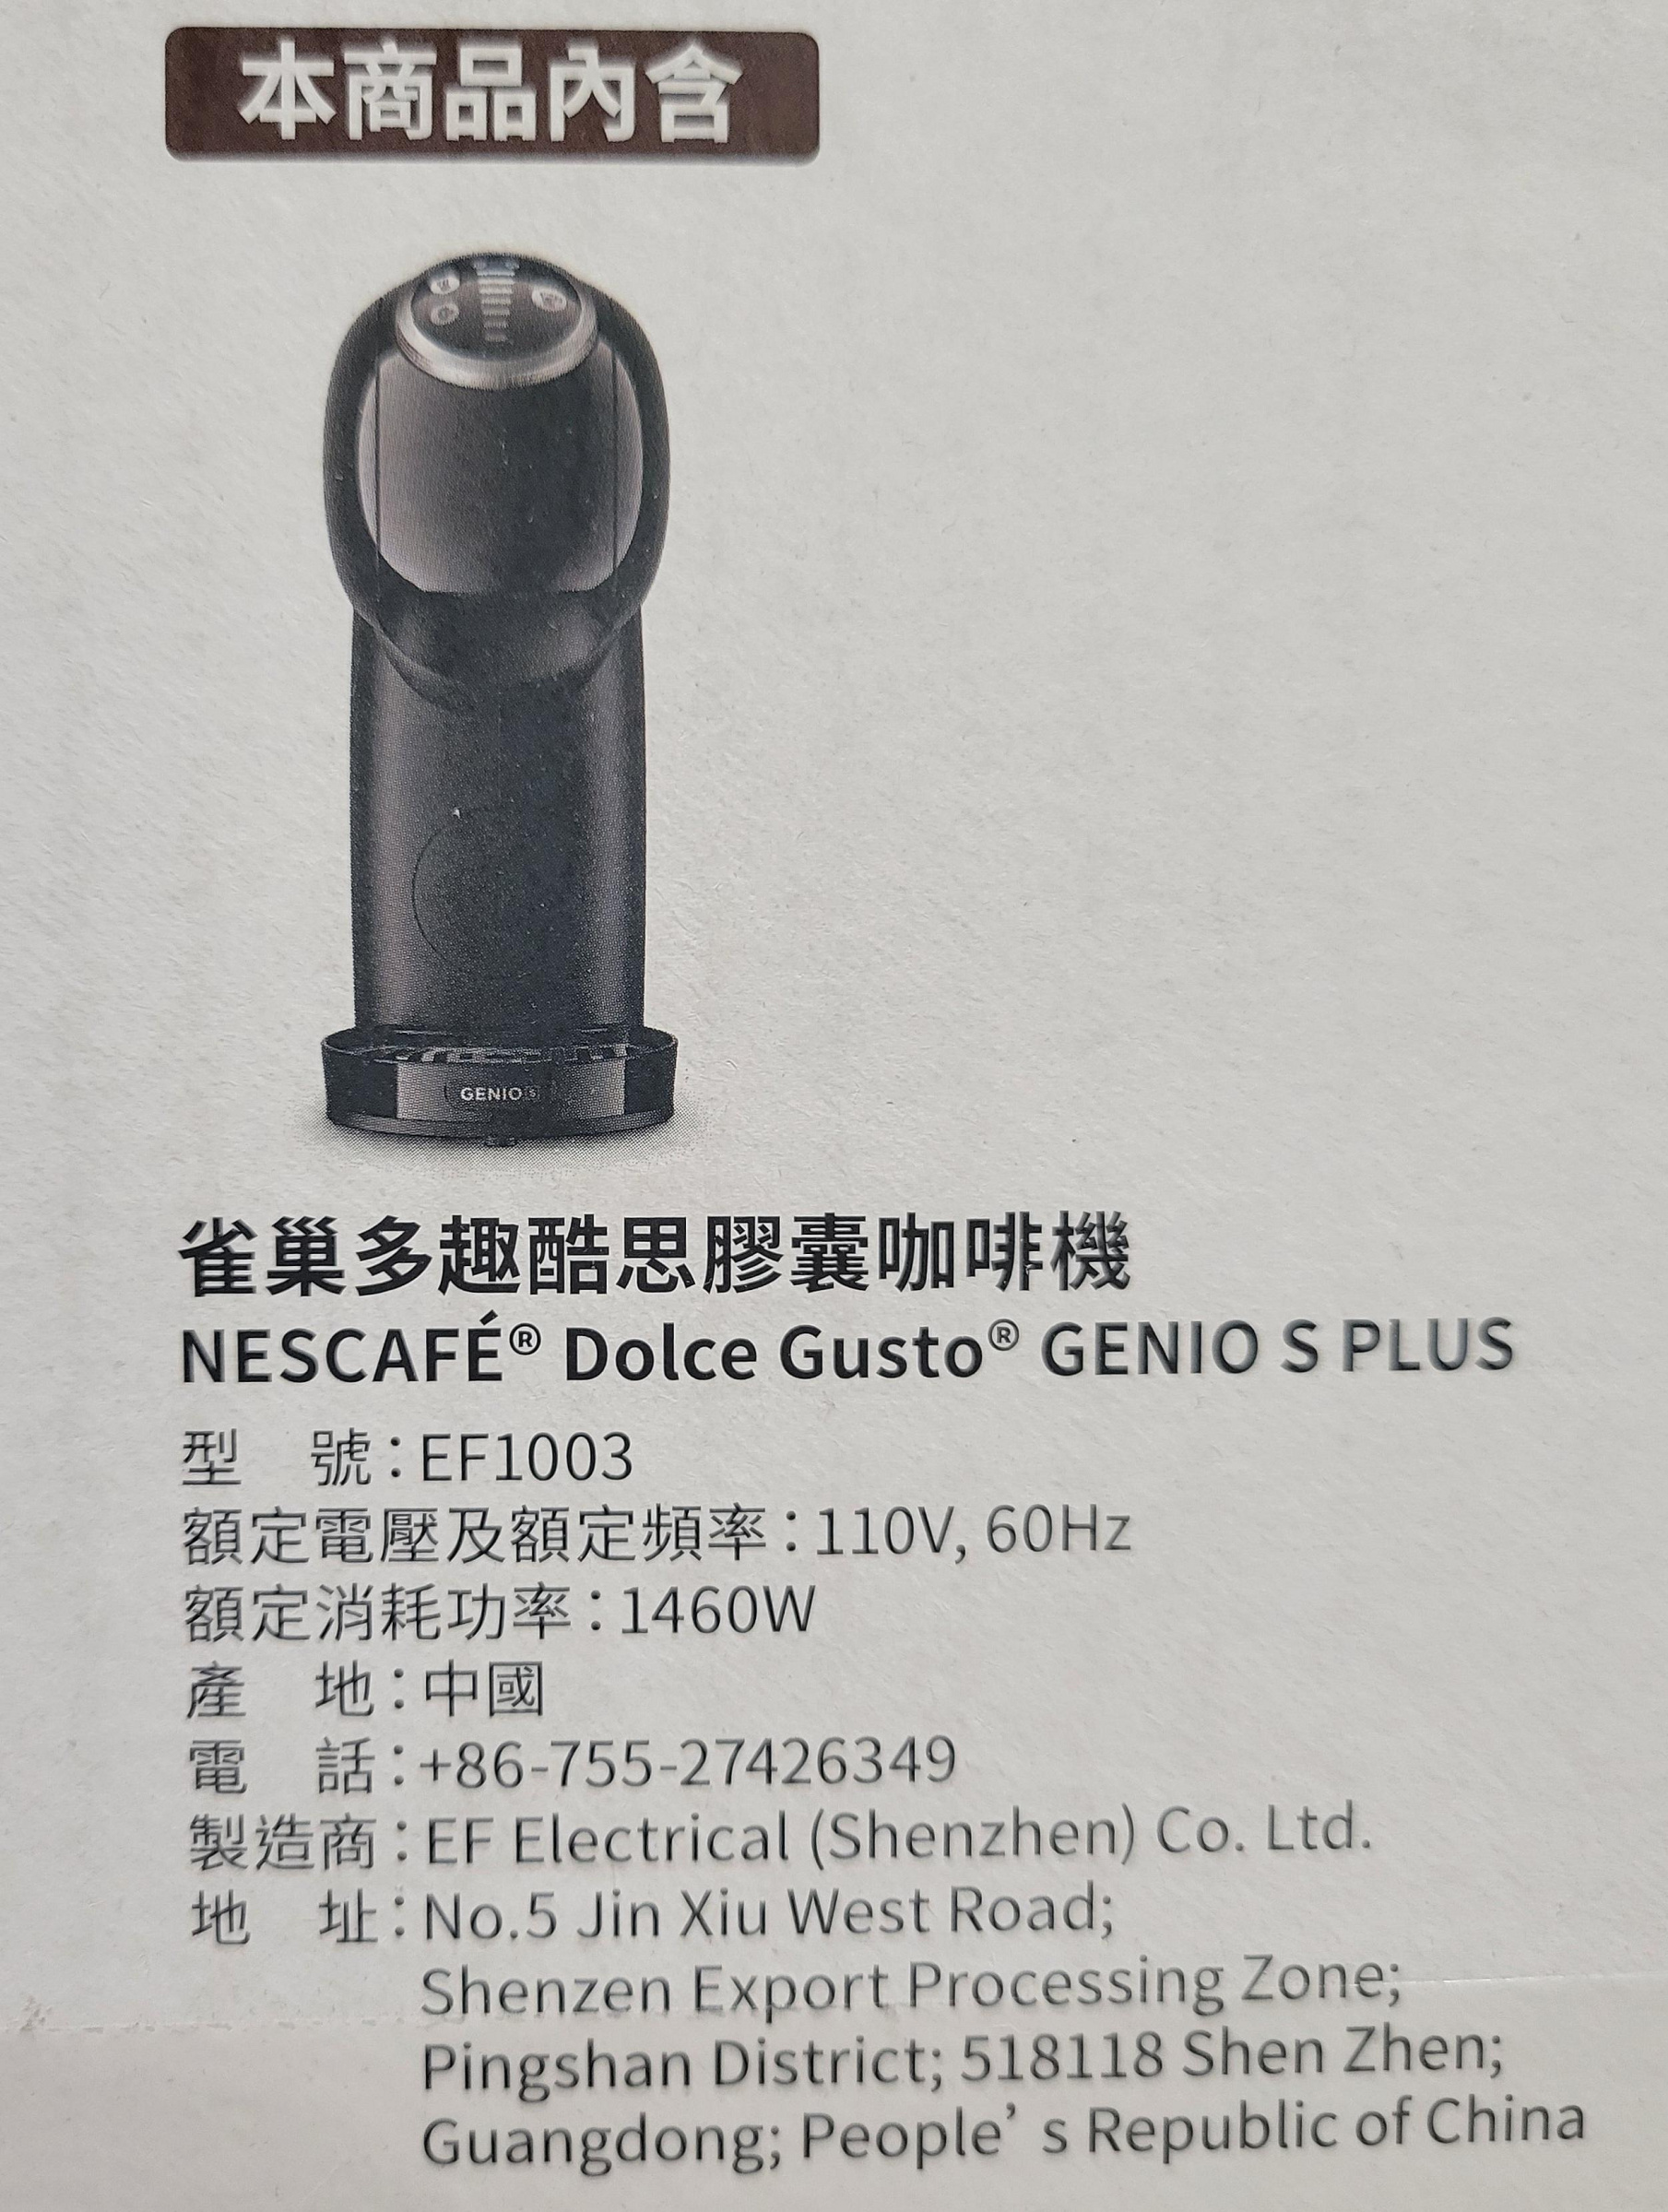 本商品內含
GENIO S
雀巢多趣酷思膠囊咖啡機
NESCAFÉ® Dolce Gusto® GENIO S PLUS
型 號：EF1003
額定電壓及額定頻率：110V, 60Hz
額定消耗功率：1460W
產 地：中國
電 話：+86-755-27426349
製造商：EF Electrical (Shenzhen) Co. Ltd.
地 址：No.5 Jin Xiu West Road;
Shenzen Export Processing Zone;
Pingshan District; 518118 Shen Zhen;
Guangdong; People’ s Republic of China